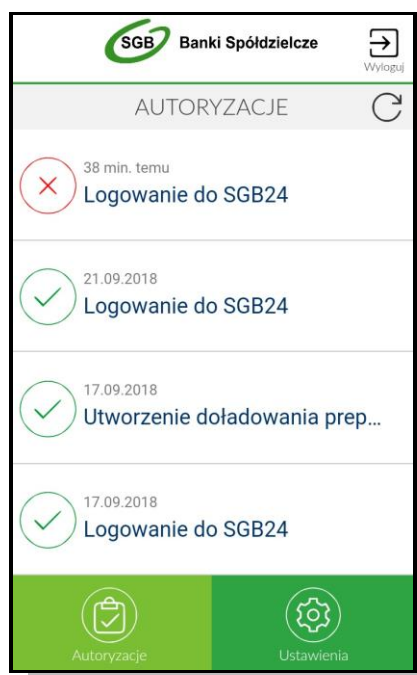 SGB Banki Spółdzielcze
Wyloguj
AUTORYZACJE
38 min. temu
Logowanie do SGB24
21.09.2018
Logowanie do SGB24
17.09.2018
Utworzenie doładowania prep...
17.09.2018
Logowanie do SGB24
Autoryzacje Ustawienia